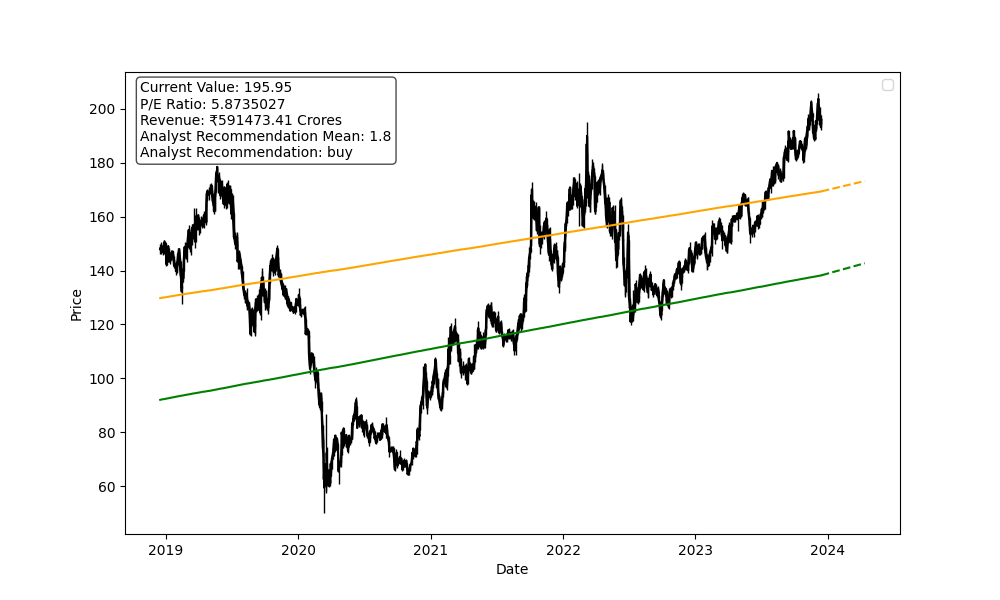 Current Value: 195.95
P/E Ratio: 5.8735027
Revenue: ₹591473.41 Crores
Analyst Recommendation Mean: 1.8
Analyst Recommendation: buy
200
180
160
140
120
100
80
60
Price
2019 2020 2021 2022 2023 2024
Date